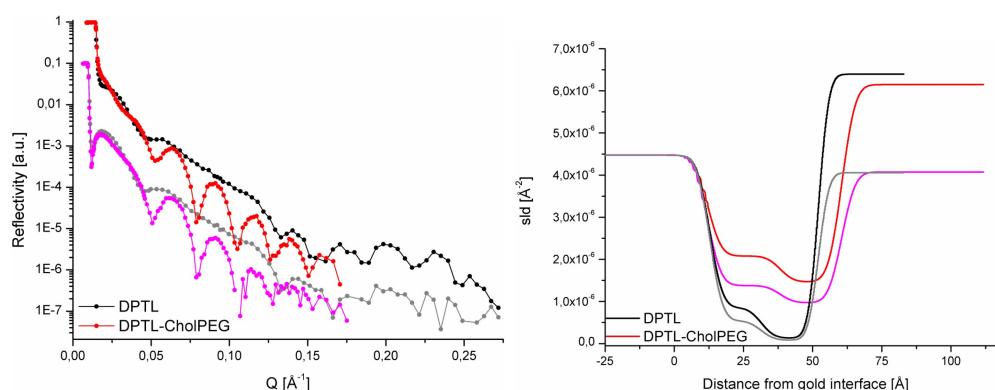 Reflectivity [a.u.]
1
0,1
0,01
1E-3
1E-4
1E-5
1E-6
1E-7
DPTL
DPTL-CholPEG
0,00 0,05 0,10 0,15 0,20 0,25
Q [Å⁻¹]
sld [Å⁻²]
7,0x10⁻⁶
6,0x10⁻⁶
5,0x10⁻⁶
4,0x10⁻⁶
3,0x10⁻⁶
2,0x10⁻⁶
1,0x10⁻⁶
0,0
DPTL
DPTL-CholPEG
-25 0 25 50 75 100
Distance from gold interface [Å]